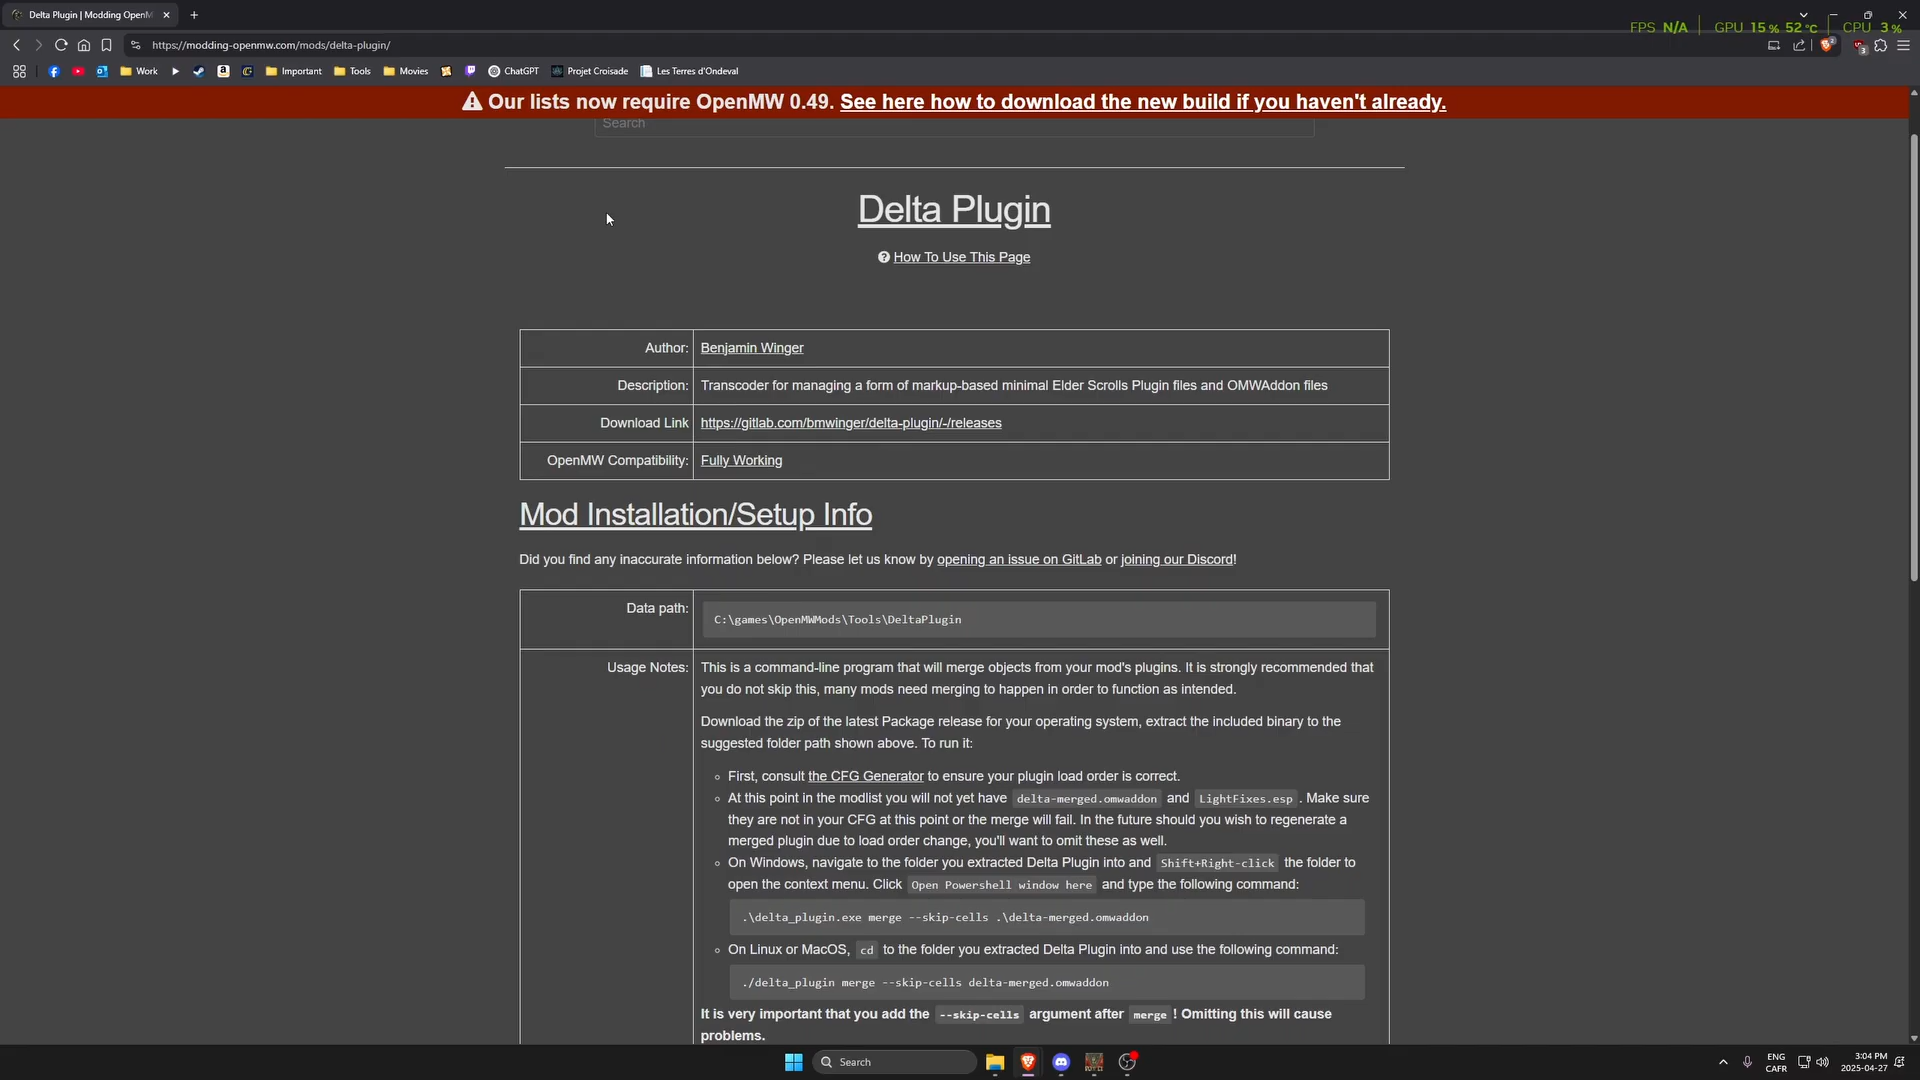 Delta Plugin | Modding OpenM
FPS N/A GPU 15 % 52 °C CPU 3 %
https://modding-openmw.com/mods/delta-plugin/
Work Important Tools Movies ChatGPT Projet Croisade Les Terres d'Ondeval
Our lists now require OpenMW 0.49. See here how to download the new build if you haven't already.
Search
Delta Plugin
How To Use This Page
Author: Benjamin Winger
Description: Transcoder for managing a form of markup-based minimal Elder Scrolls Plugin files and OMWAddon files
Download Link https://gitlab.com/bmwinger/delta-plugin/-/releases
OpenMW Compatibility: Fully Working
Mod Installation/Setup Info
Did you find any inaccurate information below? Please let us know by opening an issue on GitLab or joining our Discord!
Data path: C:\games\OpenMWMods\Tools\DeltaPlugin
Usage Notes: This is a command-line program that will merge objects from your mod's plugins. It is strongly recommended that
you do not skip this, many mods need merging to happen in order to function as intended.
Download the zip of the latest Package release for your operating system, extract the included binary to the
suggested folder path shown above. To run it:
First, consult the CFG Generator to ensure your plugin load order is correct.
At this point in the modlist you will not yet have delta-merged.omwaddon and LightFixes.esp. Make sure
they are not in your CFG at this point or the merge will fail. In the future should you wish to regenerate a
merged plugin due to load order change, you'll want to omit these as well.
On Windows, navigate to the folder you extracted Delta Plugin into and Shift+Right-click the folder to
open the context menu. Click Open Powershell window here and type the following command:
.\delta_plugin.exe merge --skip-cells .\delta-merged.omwaddon
On Linux or MacOS, cd to the folder you extracted Delta Plugin into and use the following command:
./delta_plugin merge --skip-cells delta-merged.omwaddon
It is very important that you add the --skip-cells argument after merge! Omitting this will cause
problems.
Search
ENG
CAFR
3:04 PM
2025-04-27